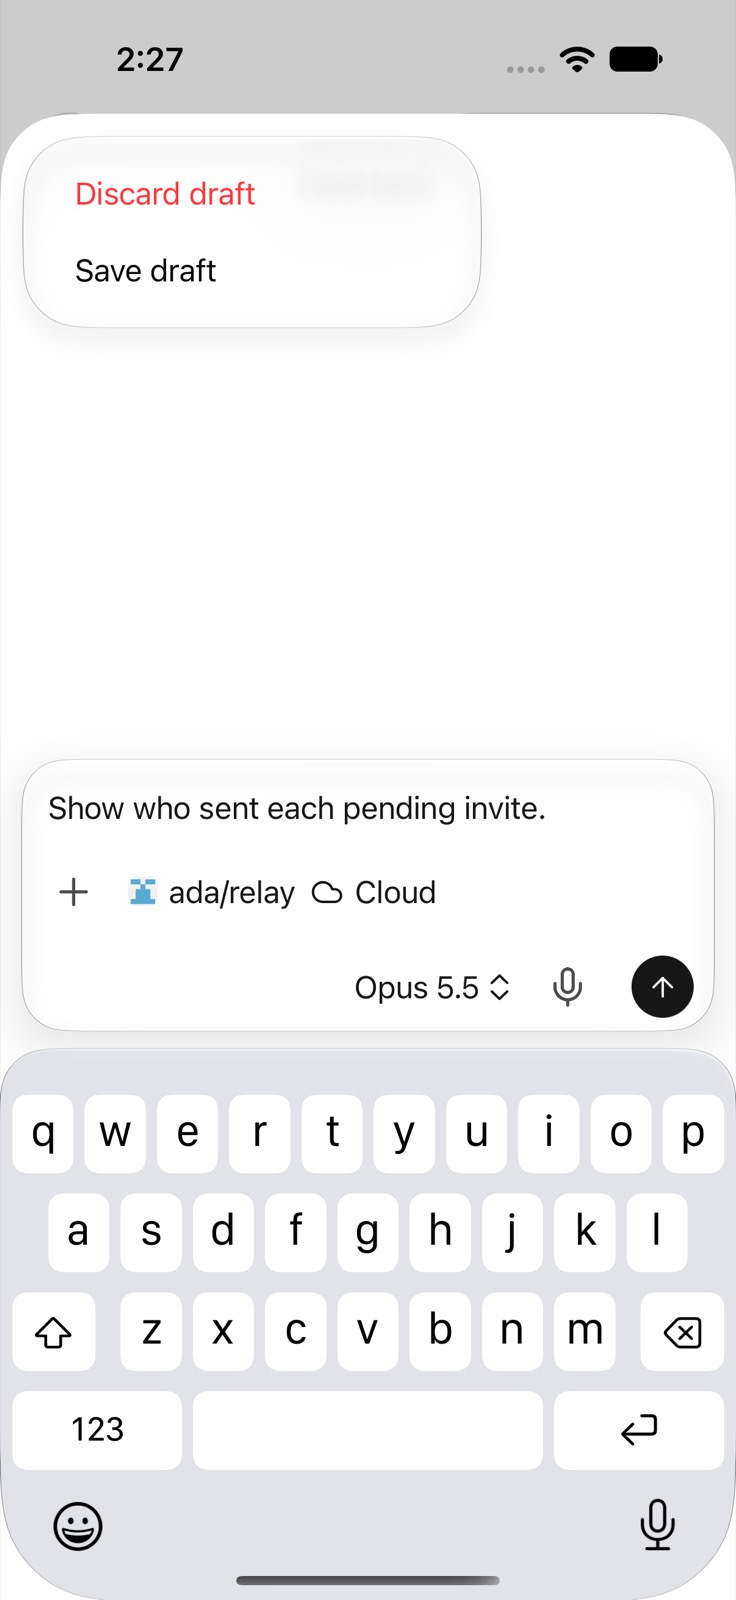 2:27
Discard draft
Save draft
Show who sent each pending invite.
ada/relay Cloud
Opus 5.5
q w e r t y u i o p
a s d f g h j k l
z x c v b n m
123